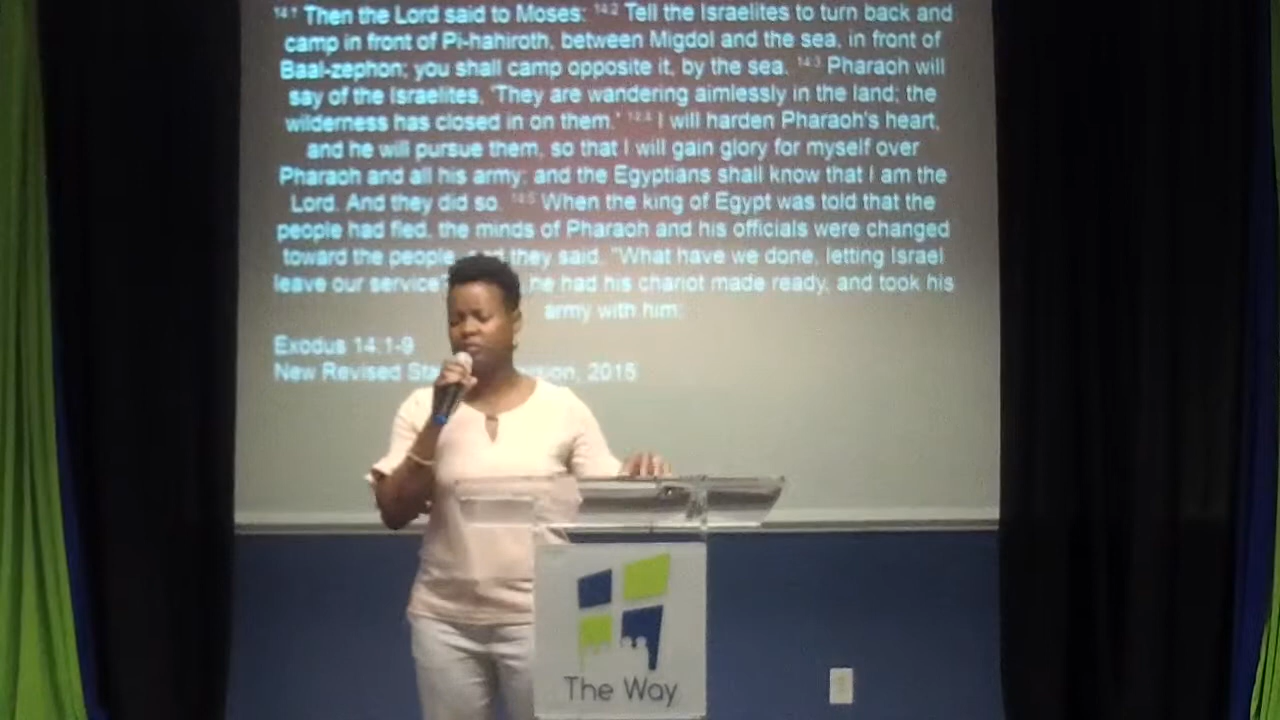 14:1 Then the Lord said to Moses: 14:2 Tell the Israelites to turn back and
camp in front of Pi-hahiroth, between Migdol and the sea, in front of
Baal-zephon; you shall camp opposite it, by the sea. 14:3 Pharaoh will
say of the Israelites, 'They are wandering aimlessly in the land; the
wilderness has closed in on them.' 14:4 I will harden Pharaoh's heart,
and he will pursue them, so that I will gain glory for myself over
Pharaoh and all his army; and the Egyptians shall know that I am the
Lord. And they did so. 14:5 When the king of Egypt was told that the
people had fled, the minds of Pharaoh and his officials were changed
toward the people, they said, "What have we done, letting Israel
leave our service he had his chariot made ready, and took his
army with him;
Exodus 14.1-9
New Revised 2015
The Way